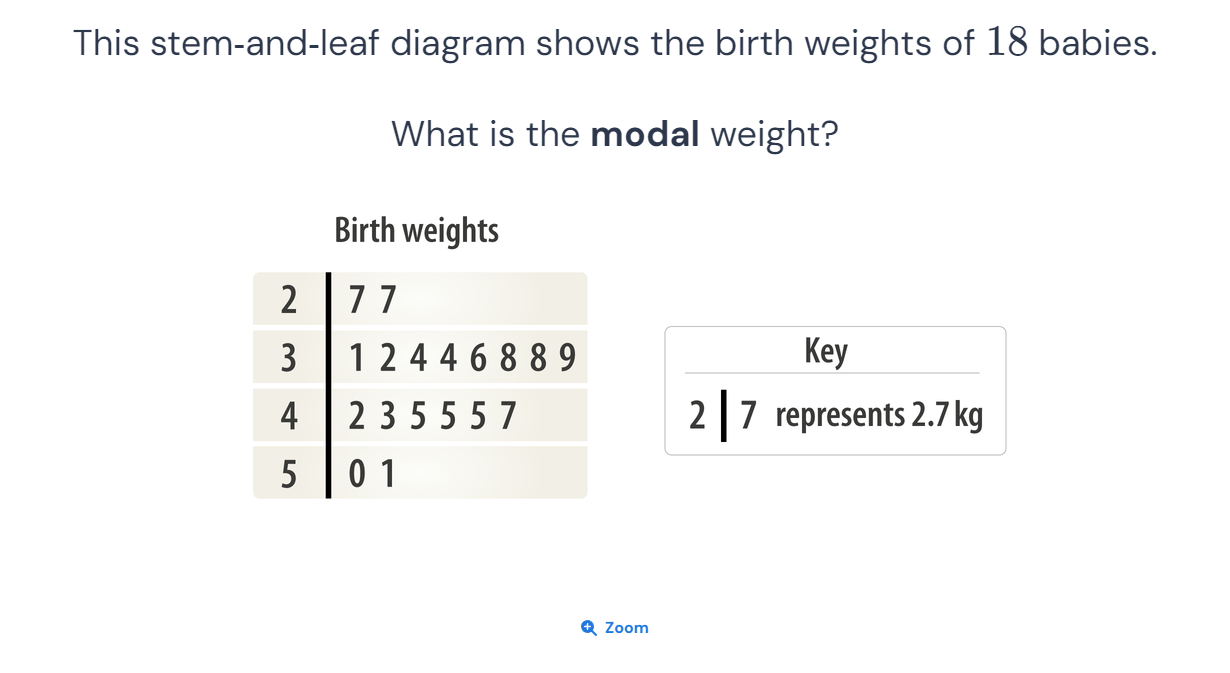 This stem-and-leaf diagram shows the birth weights of 18 babies.
What is the modal weight?
Birth weights
2 7 7
3 1 2 4 4 6 8 8 9
4 2 3 5 5 5 7
5 0 1
Key
2 7 represents 2.7 kg
Zoom